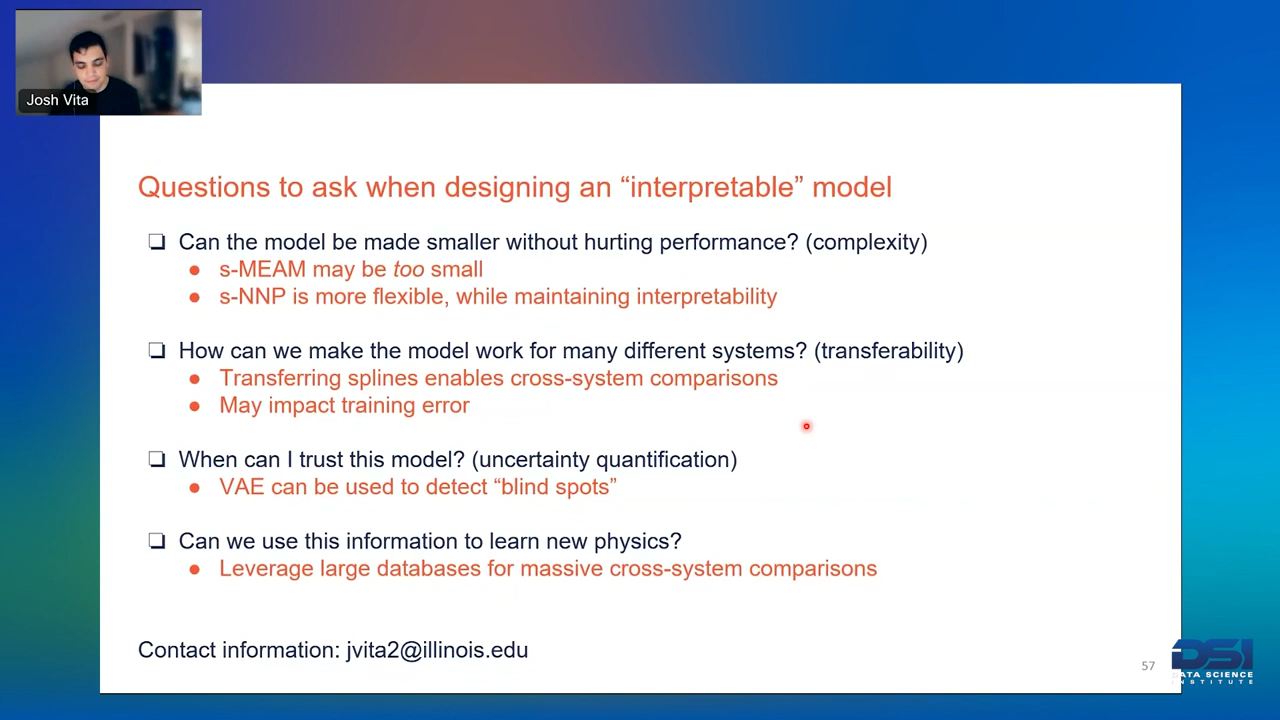 Josh Vita
Questions to ask when designing an “interpretable” model
❏ Can the model be made smaller without hurting performance? (complexity)
● s-MEAM may be too small
● s-NNP is more flexible, while maintaining interpretability
❏ How can we make the model work for many different systems? (transferability)
● Transferring splines enables cross-system comparisons
● May impact training error
❏ When can I trust this model? (uncertainty quantification)
● VAE can be used to detect “blind spots”
❏ Can we use this information to learn new physics?
● Leverage large databases for massive cross-system comparisons
Contact information: jvita2@illinois.edu
57
DSI
DATA SCIENCE
INSTITUTE